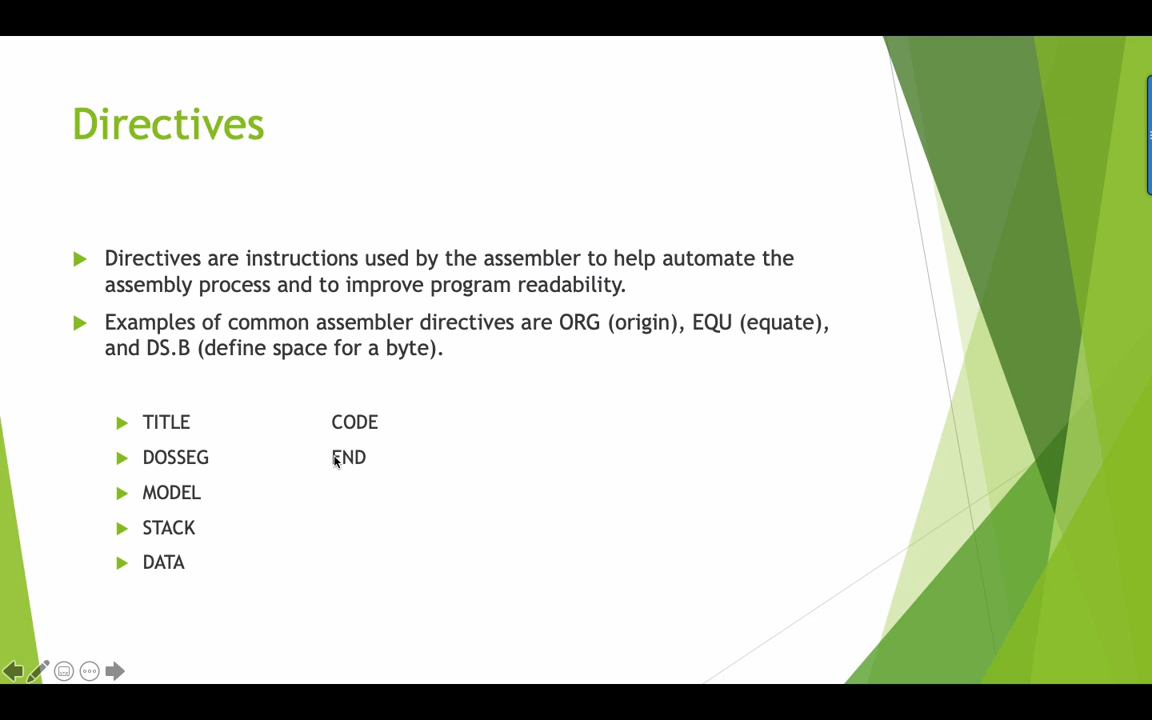 Directives
Directives are instructions used by the assembler to help automate the
assembly process and to improve program readability.
Examples of common assembler directives are ORG (origin), EQU (equate),
and DS.B (define space for a byte).
TITLE CODE
DOSSEG END
MODEL
STACK
DATA